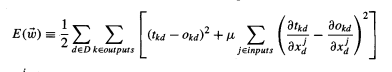 E(\vec{w}) \equiv \frac{1}{2} \sum_{d \in D} \sum_{k \in outputs} \left[ (t_{kd} - o_{kd})^2 + \mu \sum_{j \in inputs} \left( \frac{\partial t_{kd}}{\partial x_d^j} - \frac{\partial o_{kd}}{\partial x_d^j} \right)^2 \right]